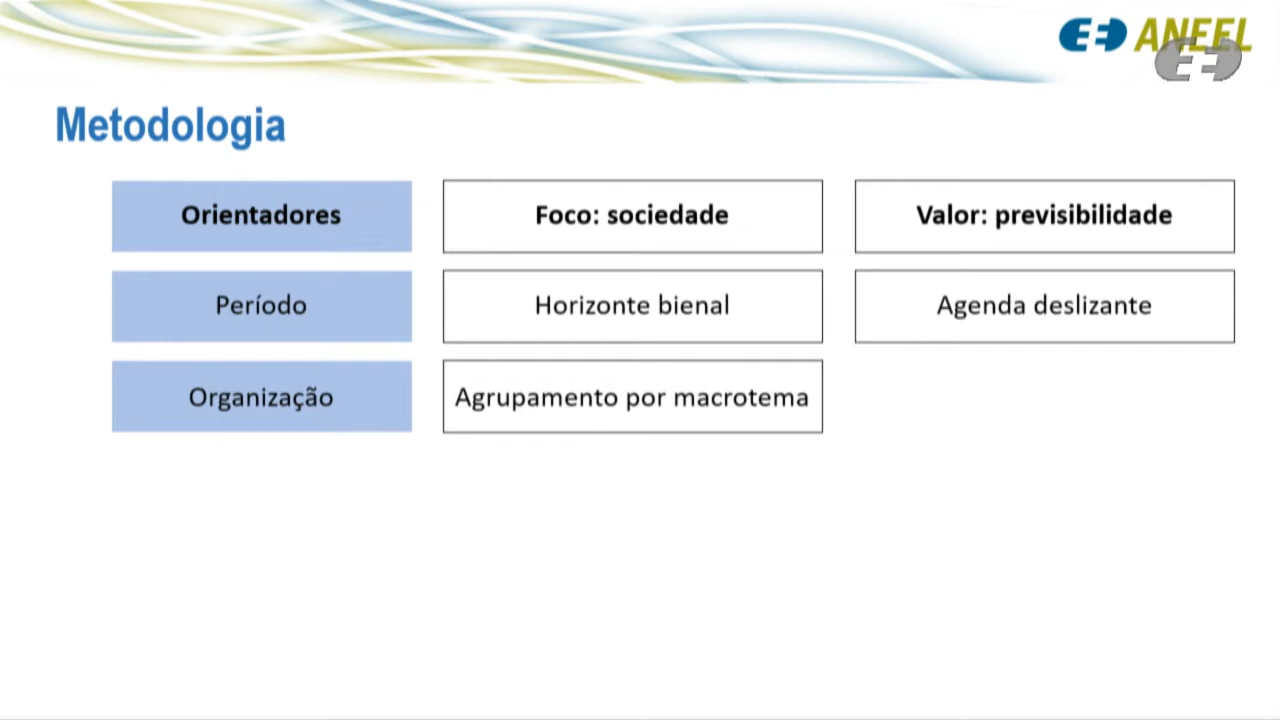 ANEEL
Metodologia
Orientadores Foco: sociedade Valor: previsibilidade
Período Horizonte bienal Agenda deslizante
Organização Agrupamento por macrotema